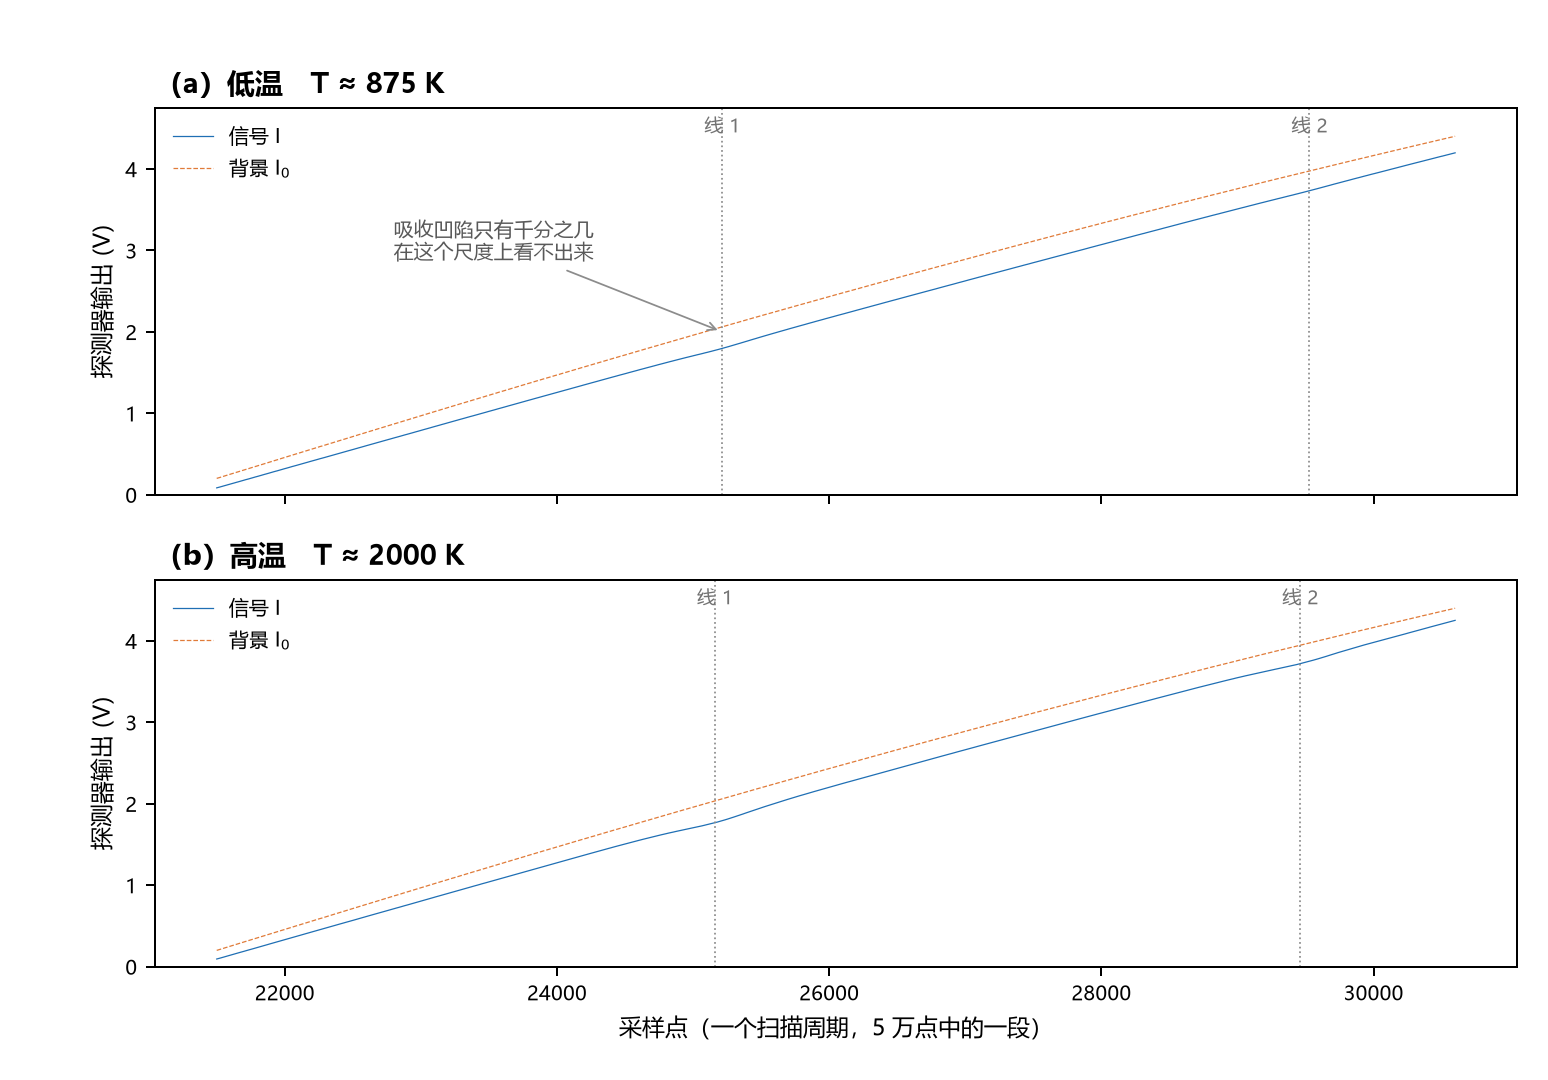 (a) 低温 T ≈ 875 K
线 1
线 2
信号 I
背景 I₀
吸收凹陷只有千分之几
在这个尺度上看不出来
探测器输出 (V)
4
3
2
1
0
(b) 高温 T ≈ 2000 K
线 1
线 2
信号 I
背景 I₀
探测器输出 (V)
4
3
2
1
0
22000 24000 26000 28000 30000
采样点（一个扫描周期，5 万点中的一段）